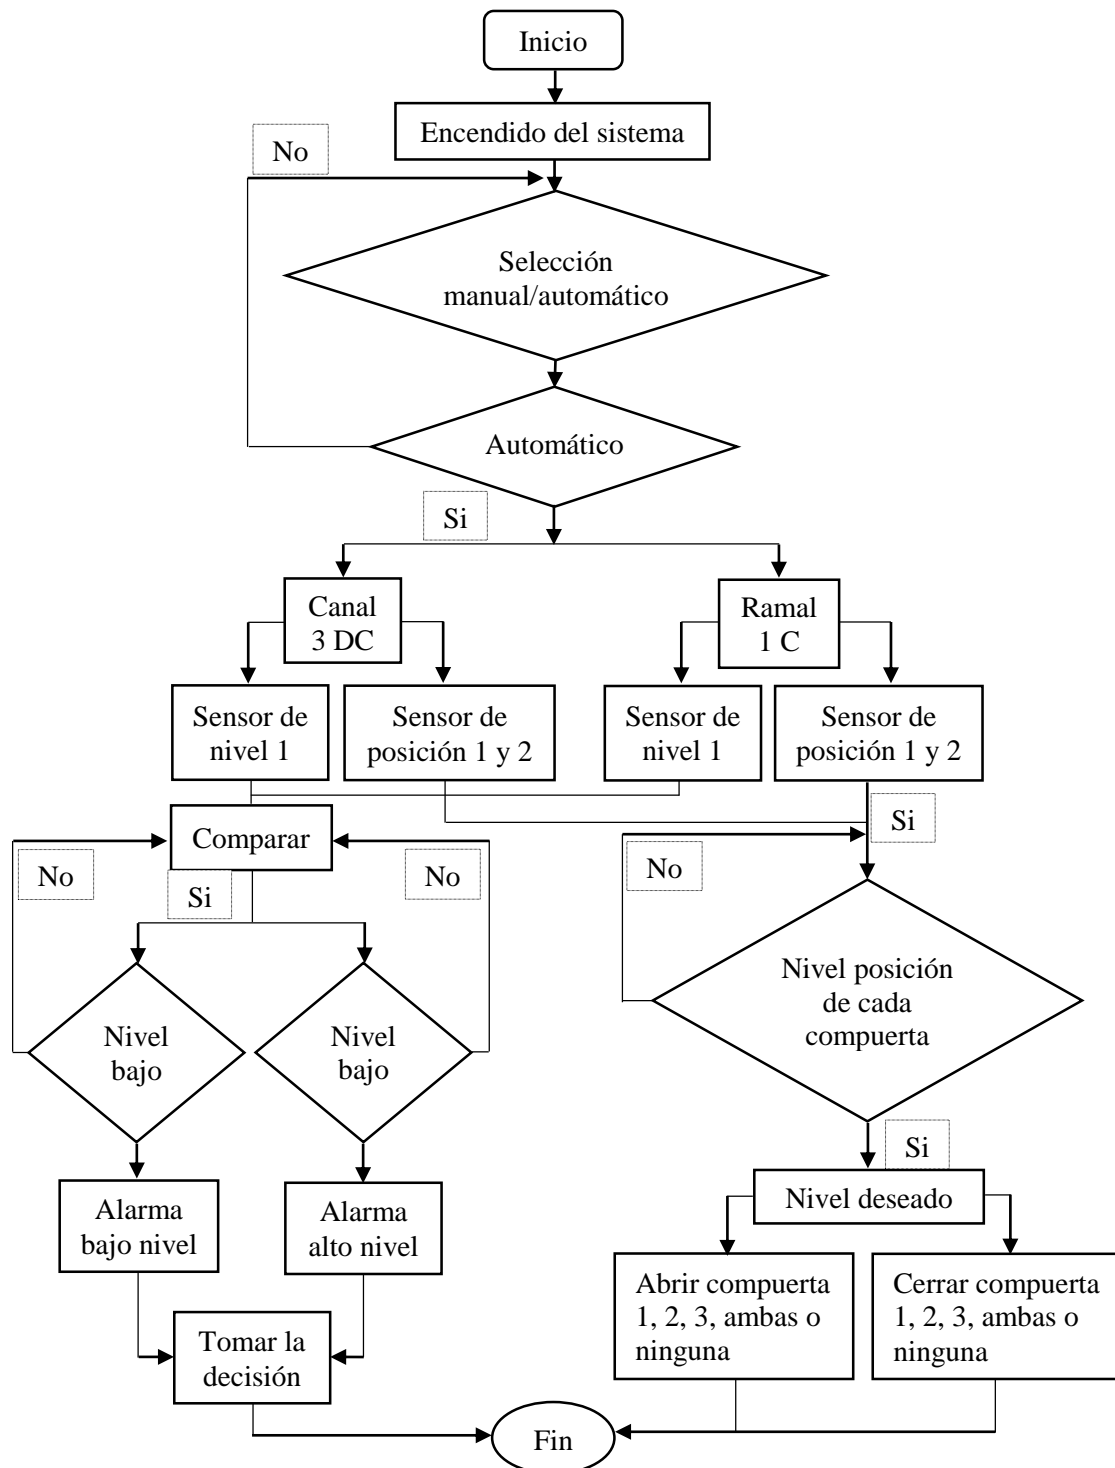 Inicio
Encendido del sistema
No
Selección
manual/automático
Automático
Si
Canal
3 DC
Ramal
1 C
Sensor de
nivel 1
Sensor de
posición 1 y 2
Sensor de
nivel 1
Sensor de
posición 1 y 2
Comparar
Si
No
No
Si
No
Nivel posición
de cada
compuerta
Nivel
bajo
Nivel
bajo
Si
Alarma
bajo nivel
Alarma
alto nivel
Nivel deseado
Abrir compuerta
1, 2, 3, ambas o
ninguna
Cerrar compuerta
1, 2, 3, ambas o
ninguna
Tomar la
decisión
Fin